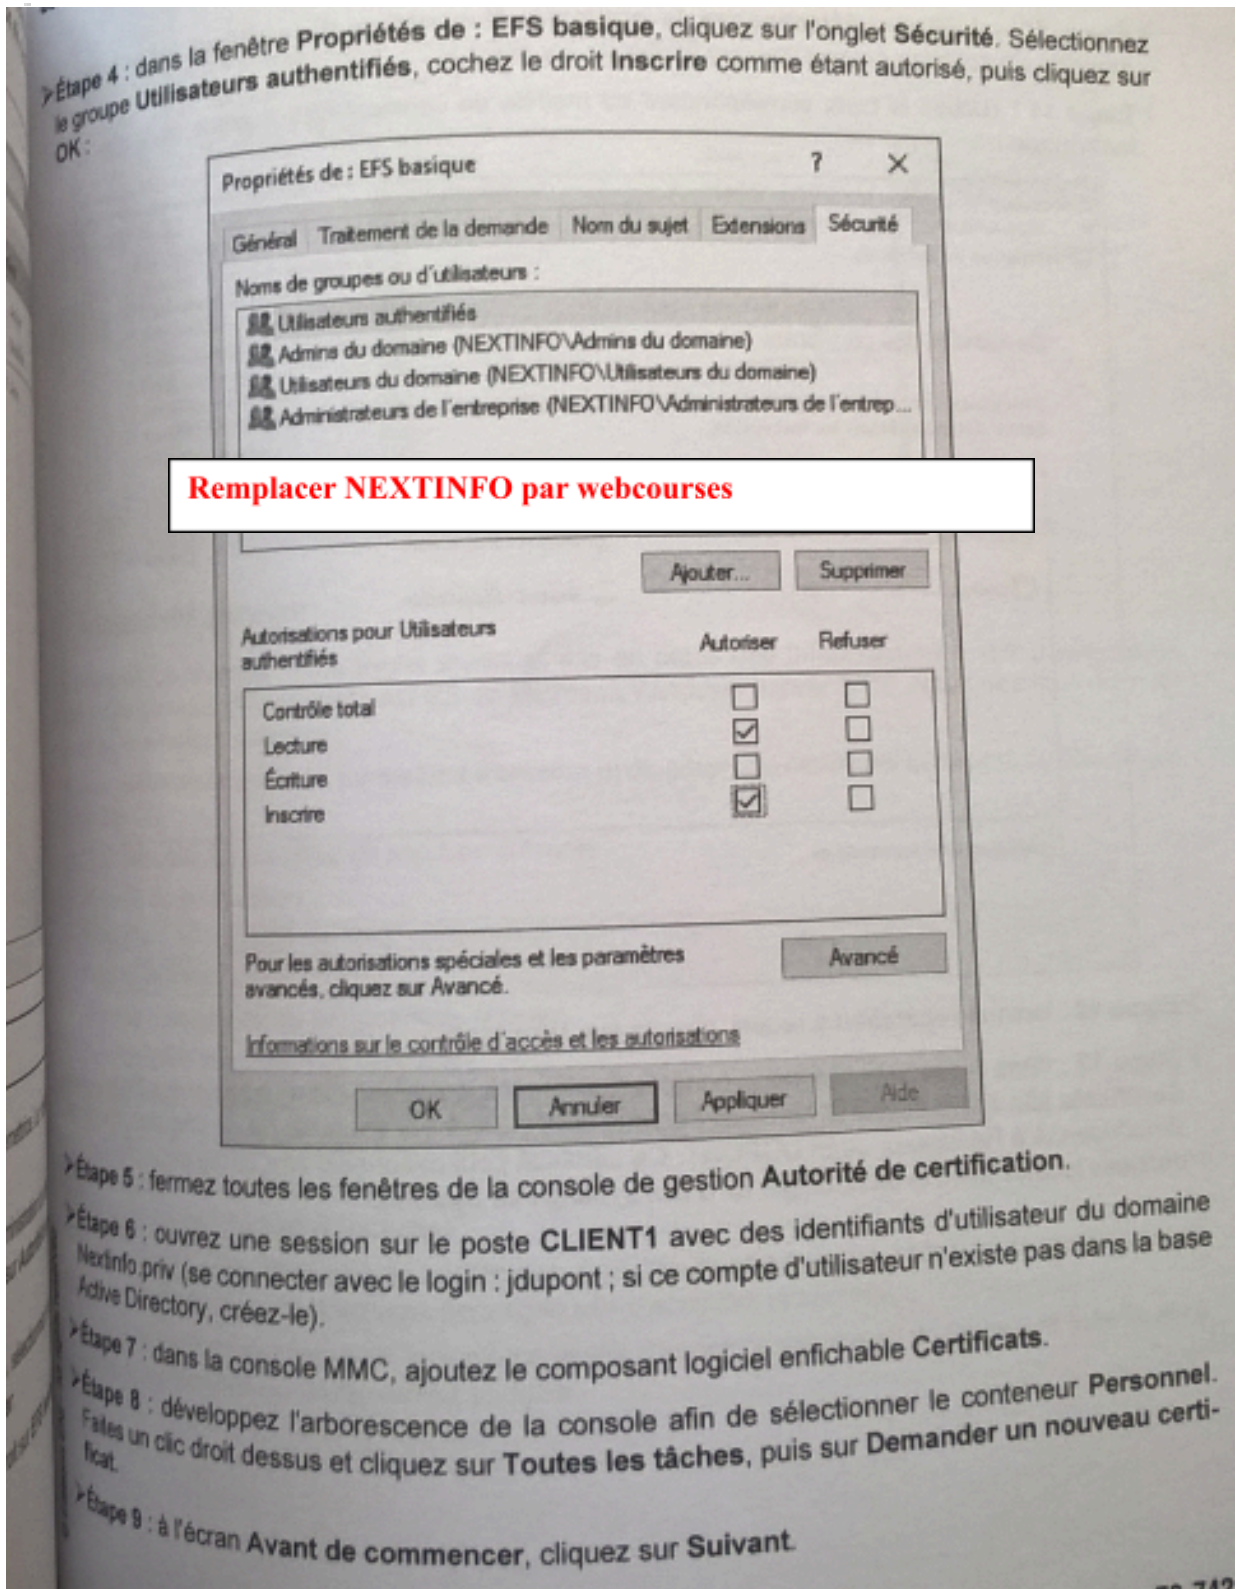 ➢Étape 4 : dans la fenêtre Propriétés de : EFS basique, cliquez sur l'onglet Sécurité. Sélectionnez
le groupe Utilisateurs authentifiés, cochez le droit Inscrire comme étant autorisé, puis cliquez sur
OK :
Propriétés de : EFS basique ? ✕
Général Traitement de la demande Nom du sujet Extensions Sécurité
Noms de groupes ou d'utilisateurs :
Utilisateurs authentifiés
Admins du domaine (NEXTINFO\Admins du domaine)
Utilisateurs du domaine (NEXTINFO\Utilisateurs du domaine)
Administrateurs de l'entreprise (NEXTINFO\Administrateurs de l'entrep...
Remplacer NEXTINFO par webcourses
Ajouter... Supprimer
Autorisations pour Utilisateurs
authentifiés Autoriser Refuser
Contrôle total
Lecture
Écriture
Inscrire
Pour les autorisations spéciales et les paramètres
avancés, cliquez sur Avancé. Avancé
Informations sur le contrôle d'accès et les autorisations
OK Annuler Appliquer Aide
➢Étape 5 : fermez toutes les fenêtres de la console de gestion Autorité de certification.
➢Étape 6 : ouvrez une session sur le poste CLIENT1 avec des identifiants d'utilisateur du domaine
NextInfo.priv (se connecter avec le login : jdupont ; si ce compte d'utilisateur n'existe pas dans la base
Active Directory, créez-le).
➢Étape 7 : dans la console MMC, ajoutez le composant logiciel enfichable Certificats.
➢Étape 8 : développez l'arborescence de la console afin de sélectionner le conteneur Personnel.
Faites un clic droit dessus et cliquez sur Toutes les tâches, puis sur Demander un nouveau certi-
ficat.
➢Étape 9 : à l'écran Avant de commencer, cliquez sur Suivant.